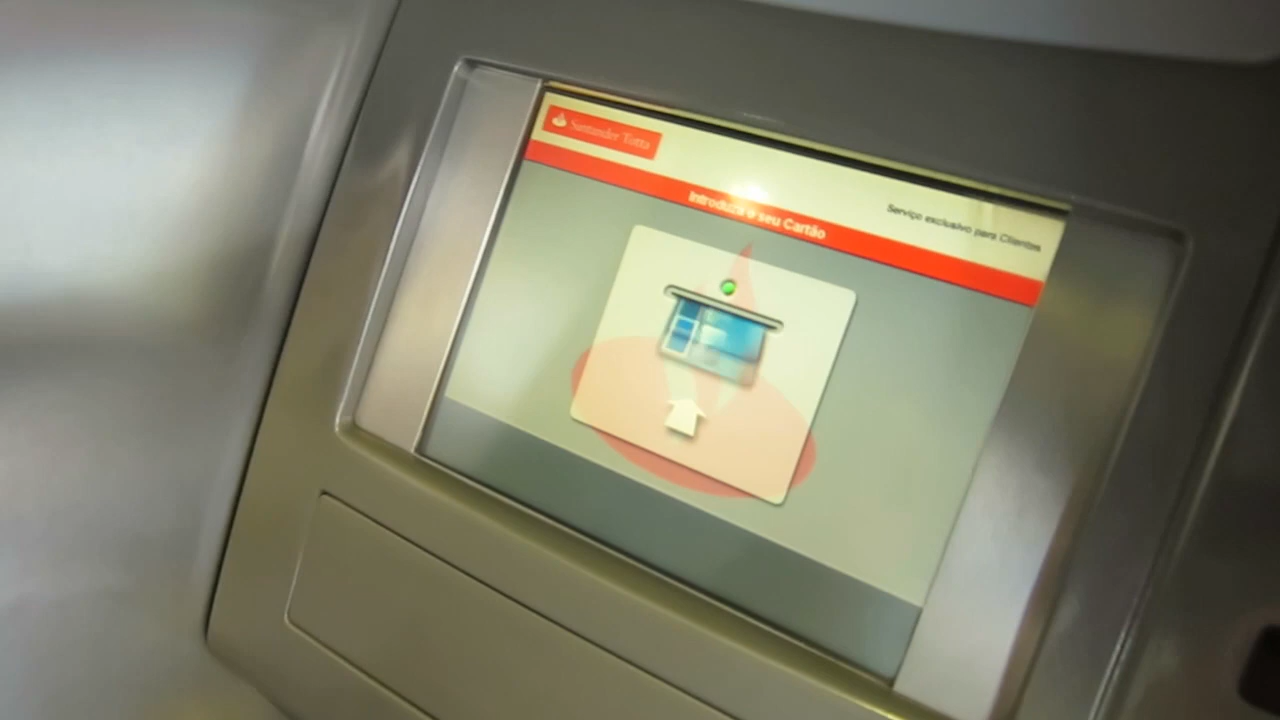 Santander Totta
Serviço exclusivo para Clientes
Introduza o seu Cartão